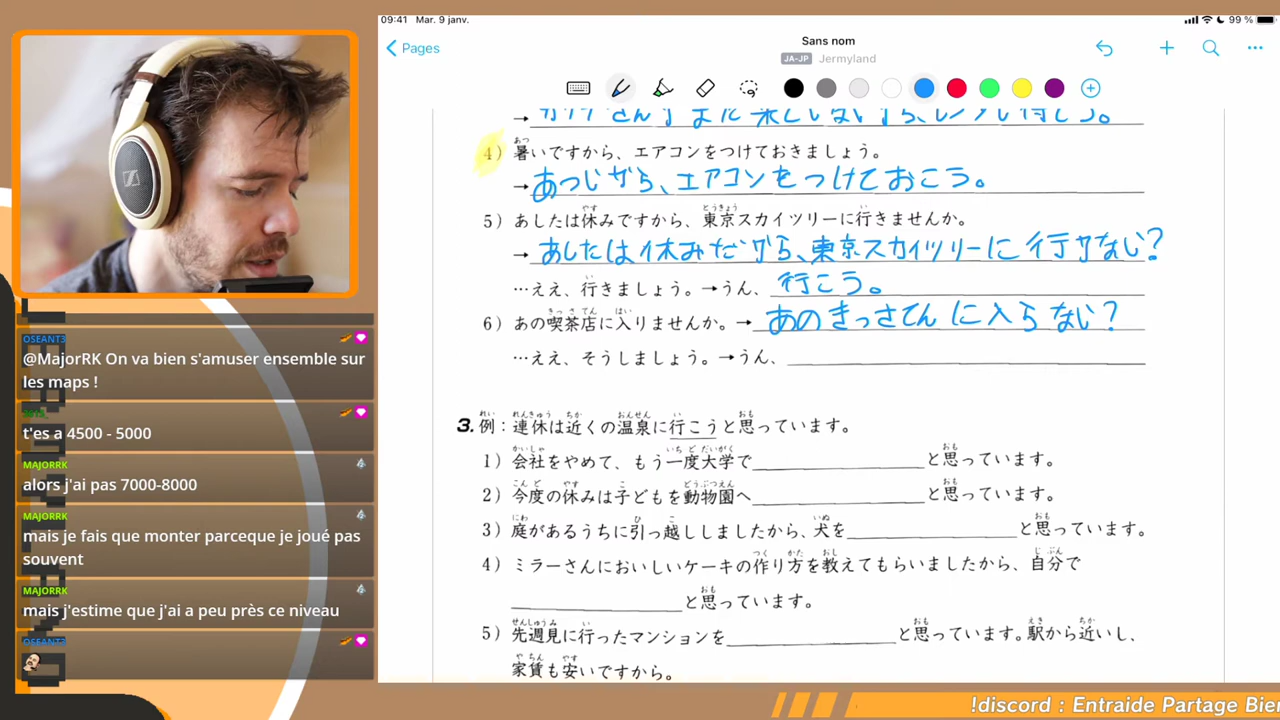 09:41 Mar. 9 janv.
99 %
Pages
Sans nom
JA-JP Jermyland
4) 暑いですから、エアコンをつけておきましょう。
→ あついから、エアコンをつけておこう。
5) あしたは休みですから、東京スカイツリーに行きませんか。
→ あしたは休みだから、東京スカイツリーに行かない?
…ええ、行きましょう。→うん、行こう。
6) あの喫茶店に入りませんか。→ あのきっさてんに入らない?
…ええ、そうしましょう。→うん、
3. 例:連休は近くの温泉に行こうと思っています。
1) 会社をやめて、もう一度大学で と思っています。
2) 今度の休みは子どもを動物園へ と思っています。
3) 庭があるうちに引っ越ししましたから、犬を と思っています。
4) ミラーさんにおいしいケーキの作り方を教えてもらいましたから、自分で
と思っています。
5) 先週見に行ったマンションを と思っています。駅から近いし、
家賃も安いですから。
OSEANT3
@MajorRK On va bien s'amuser ensemble sur
les maps !
t'es a 4500 - 5000
MAJORRK
alors j'ai pas 7000-8000
MAJORRK
mais je fais que monter parceque je joué pas
souvent
MAJORRK
mais j'estime que j'ai a peu près ce niveau
OSEANT3
!discord : Entraide Partage Bien